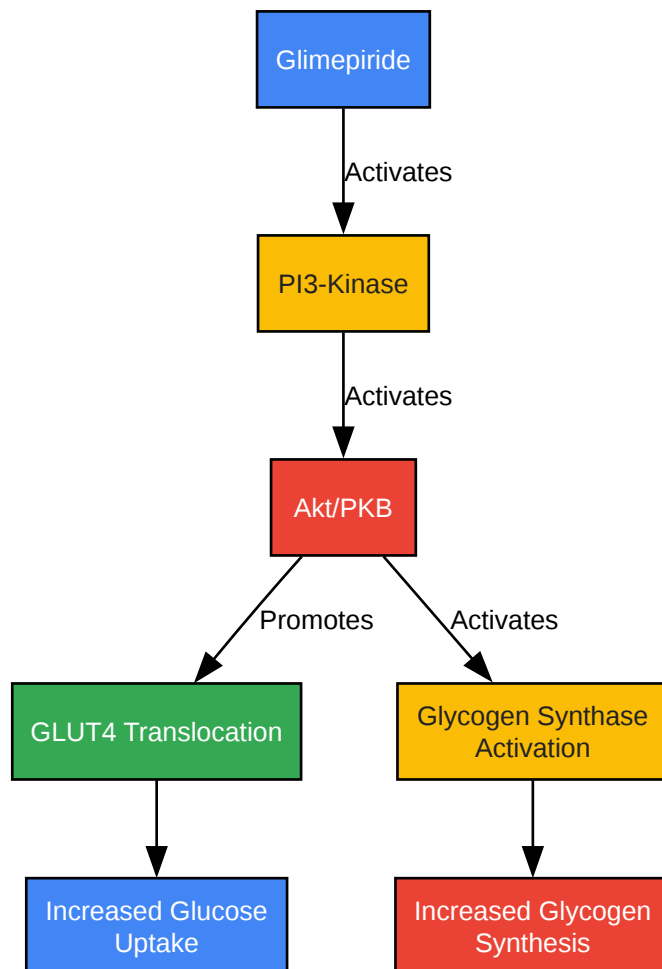 Glimepiride
Activates
PI3-Kinase
Activates
Akt/PKB
Promotes
Activates
GLUT4 Translocation
Glycogen Synthase
Activation
Increased Glucose
Uptake
Increased Glycogen
Synthesis